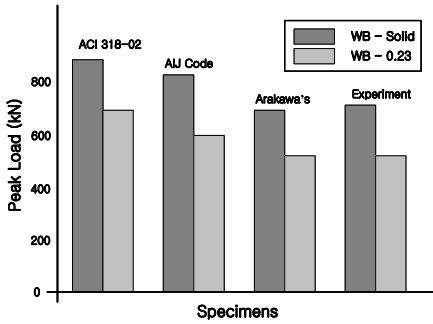 ACI 318-02
AIJ Code
Arakawa's
Experiment
WB - Solid
WB - 0.23
Peak Load (kN)
800
600
400
200
0
Specimens